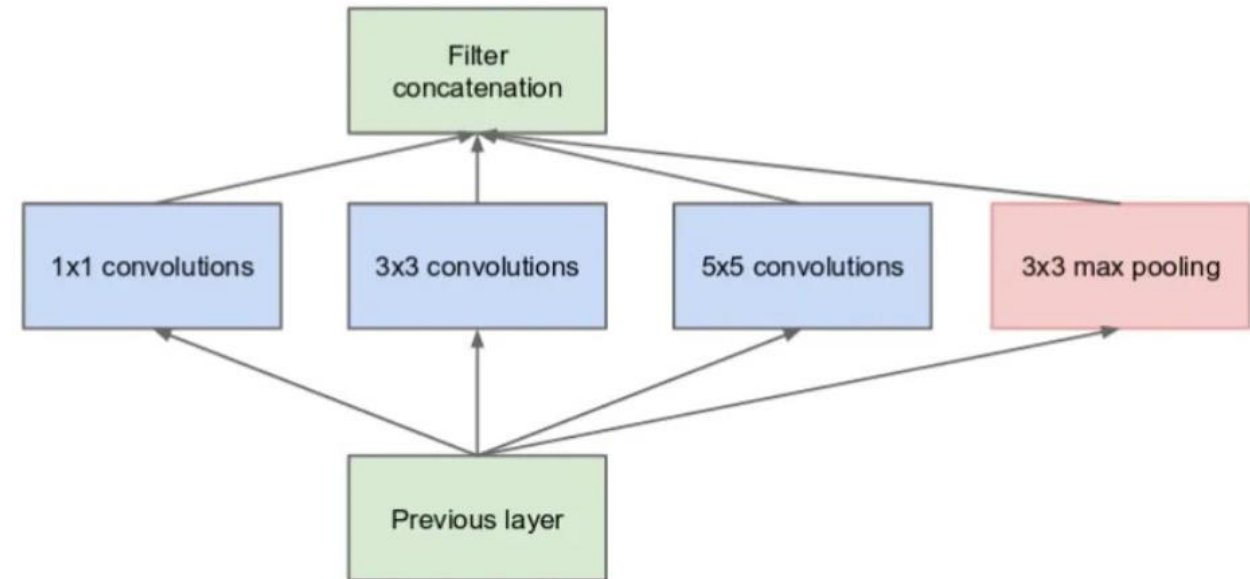 Filter
concatenation
1x1 convolutions
3x3 convolutions
5x5 convolutions
3x3 max pooling
Previous layer